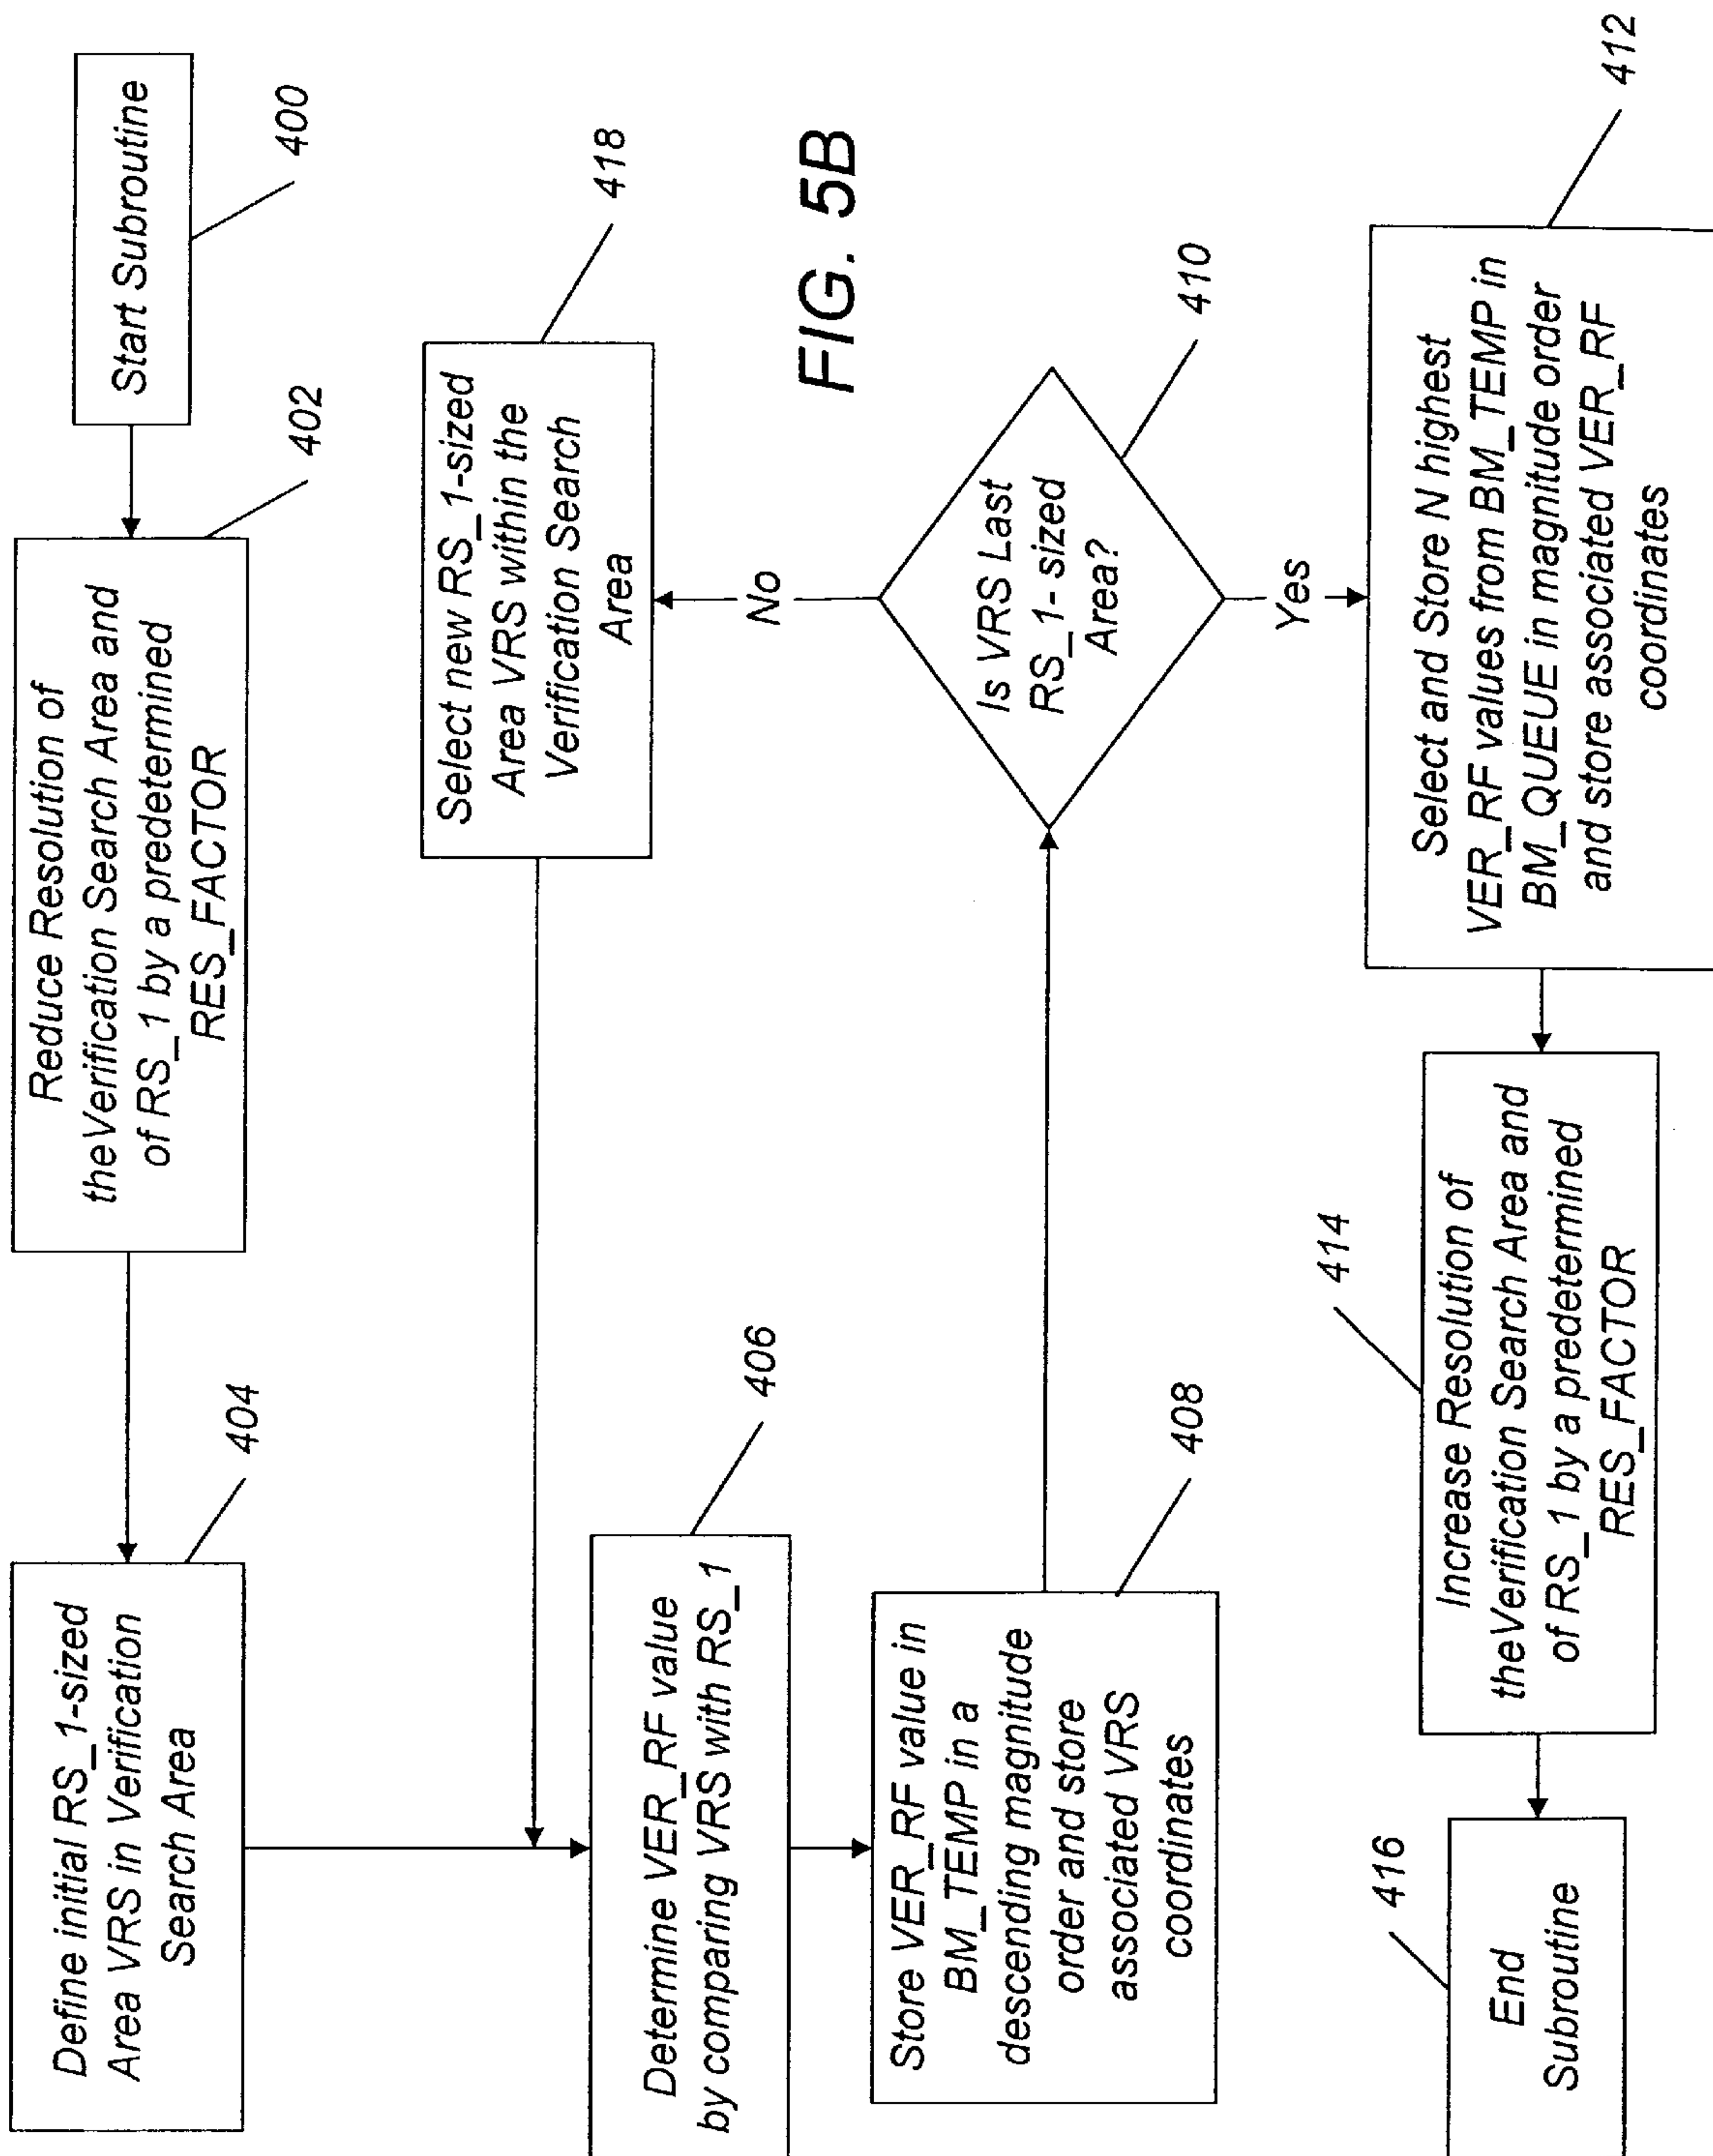 Start Subroutine
400
Reduce Resolution of
theVerification Search Area and
of RS_1 by a predetermined
RES_FACTOR
402
Define initial RS_1-sized
Area VRS in Verification
Search Area
404
Select new RS_1-sized
Area VRS within the
Verification Search
Area
418
Determine VER_RF value
by comparing VRS with RS_1
406
Store VER_RF value in
BM_TEMP in a
descending magnitude
order and store
associated VRS
coordinates
408
FIG. 5B
No
Is VRS Last
RS_1- sized
Area?
410
Yes
Select and Store N highest
VER_RF values from BM_TEMP in
BM_QUEUE in magnitude order
and store associated VER_RF
coordinates
412
Increase Resolution of
theVerification Search Area and
of RS_1 by a predetermined
RES_FACTOR
414
End
Subroutine
416